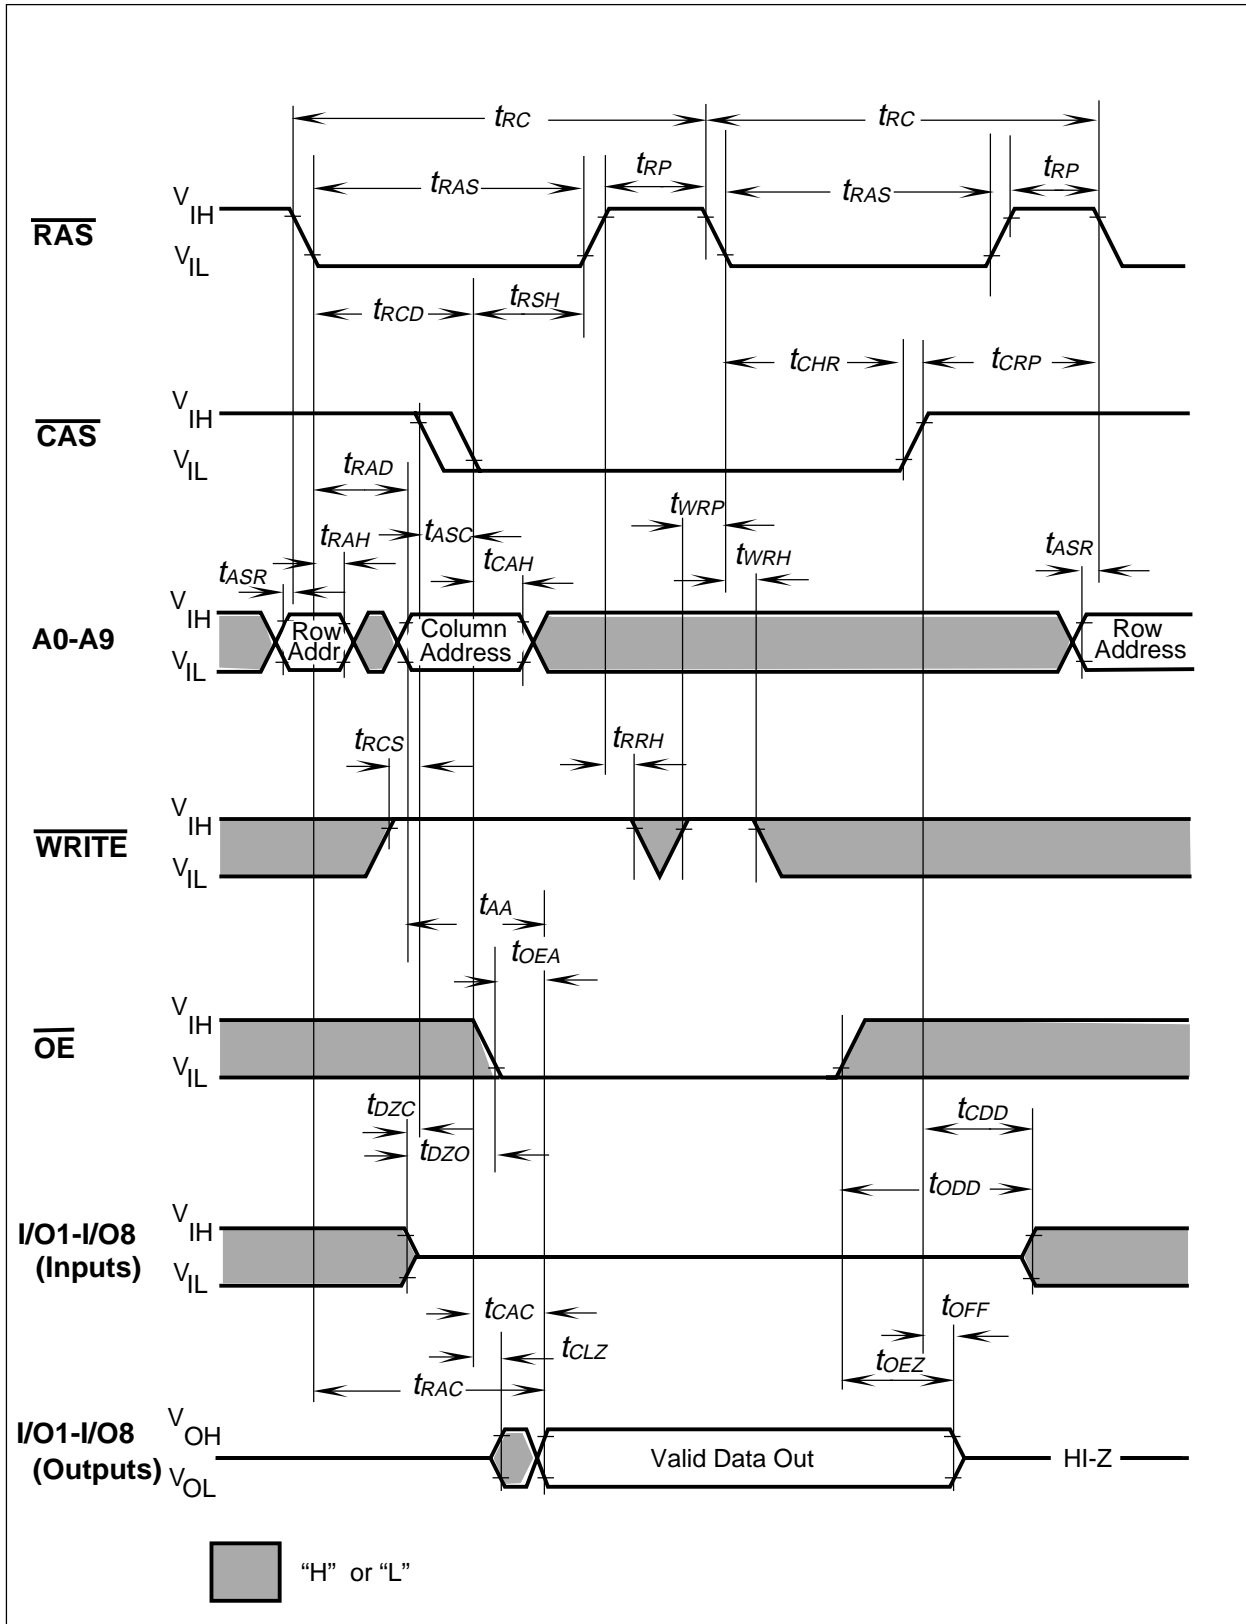 tRC tRC
tRAS tRP tRAS tRP
RAS VIH
VIL
tRCD tRSH
tCHR tCRP
CAS VIH
VIL
tRAD
tWRP
tRAH tASC tCAH tWRH tASR
tASR
A0-A9 VIH
Row Addr. Column Address Row Address
VIL
tRCS tRRH
WRITE VIH
VIL
tAA
tOEA
OE VIH
VIL
tDZC tCDD
tDZO
tODD
I/O1-I/O8 VIH
(Inputs) VIL
tCAC tOFF
tCLZ tOEZ
tRAC
I/O1-I/O8 VOH
(Outputs) VOL
Valid Data Out HI-Z
“H” or “L”